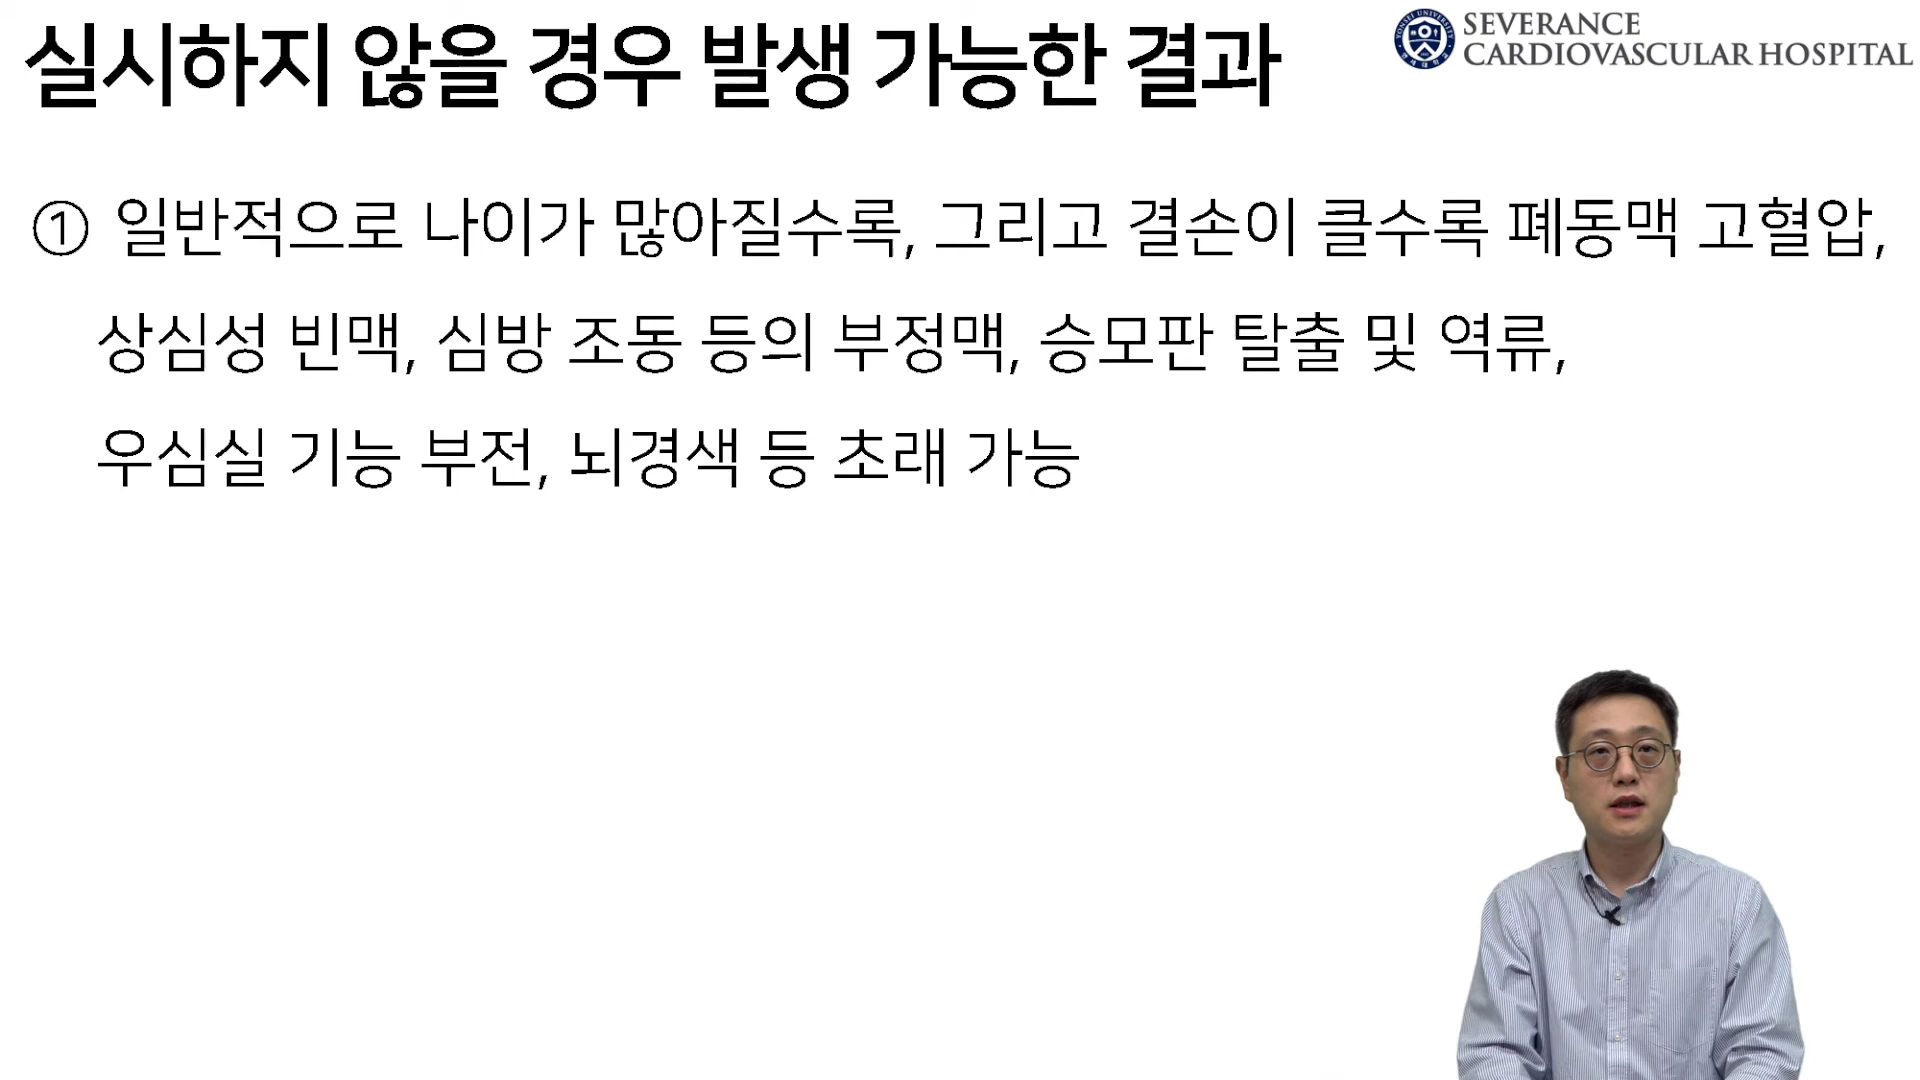 실시하지 않을 경우 발생 가능한 결과
SEVERANCE
CARDIOVASCULAR HOSPITAL
① 일반적으로 나이가 많아질수록, 그리고 결손이 클수록 폐동맥 고혈압,
상심성 빈맥, 심방 조동 등의 부정맥, 승모판 탈출 및 역류,
우심실 기능 부전, 뇌경색 등 초래 가능